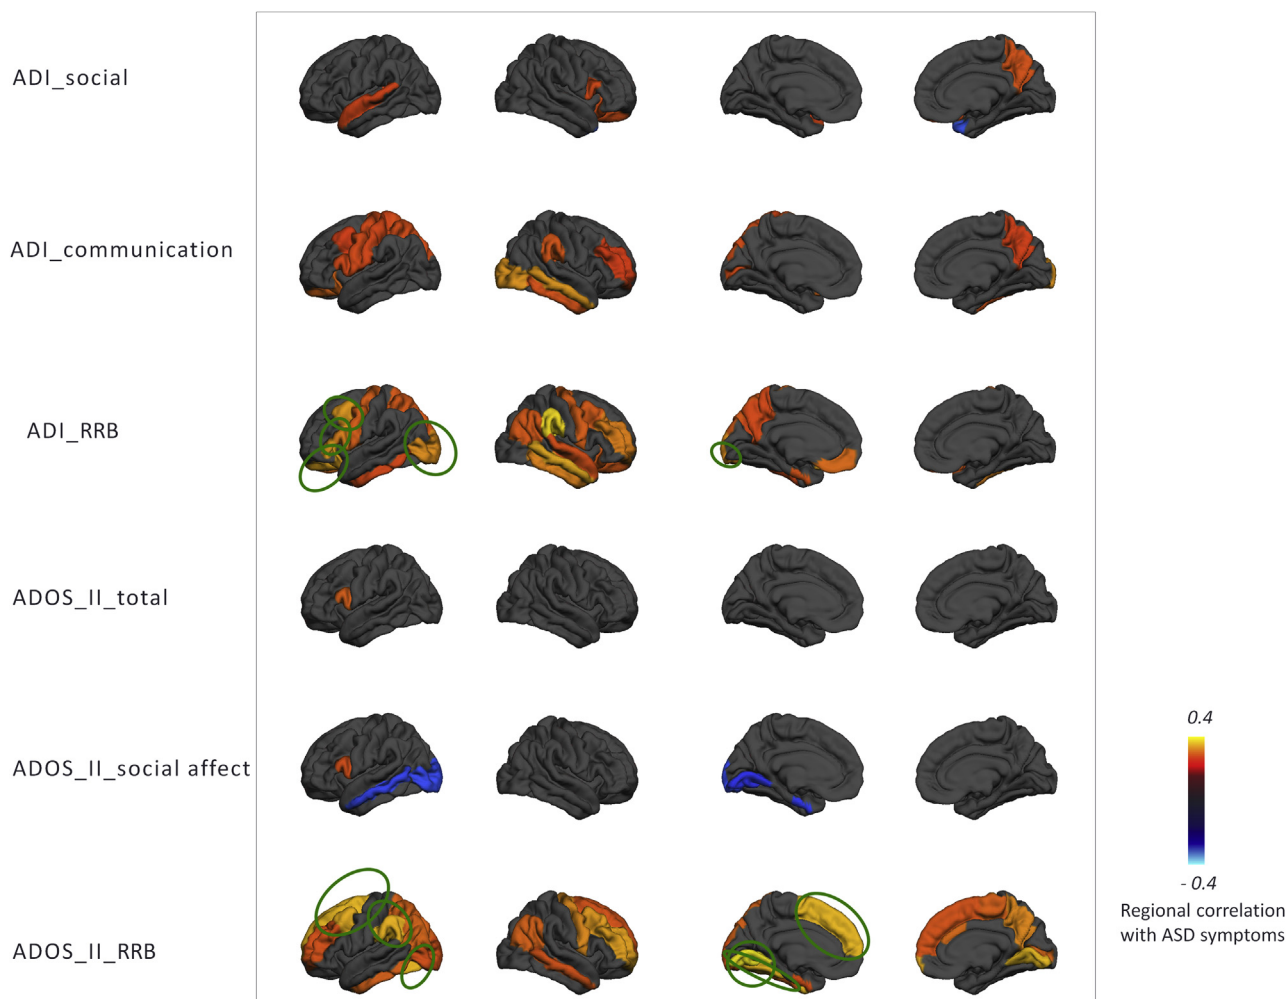 ADI_social
ADI_communication
ADI_RRB
ADOS_II_total
ADOS_II_social affect
ADOS_II_RRB
0.4
- 0.4
Regional correlation
with ASD symptoms